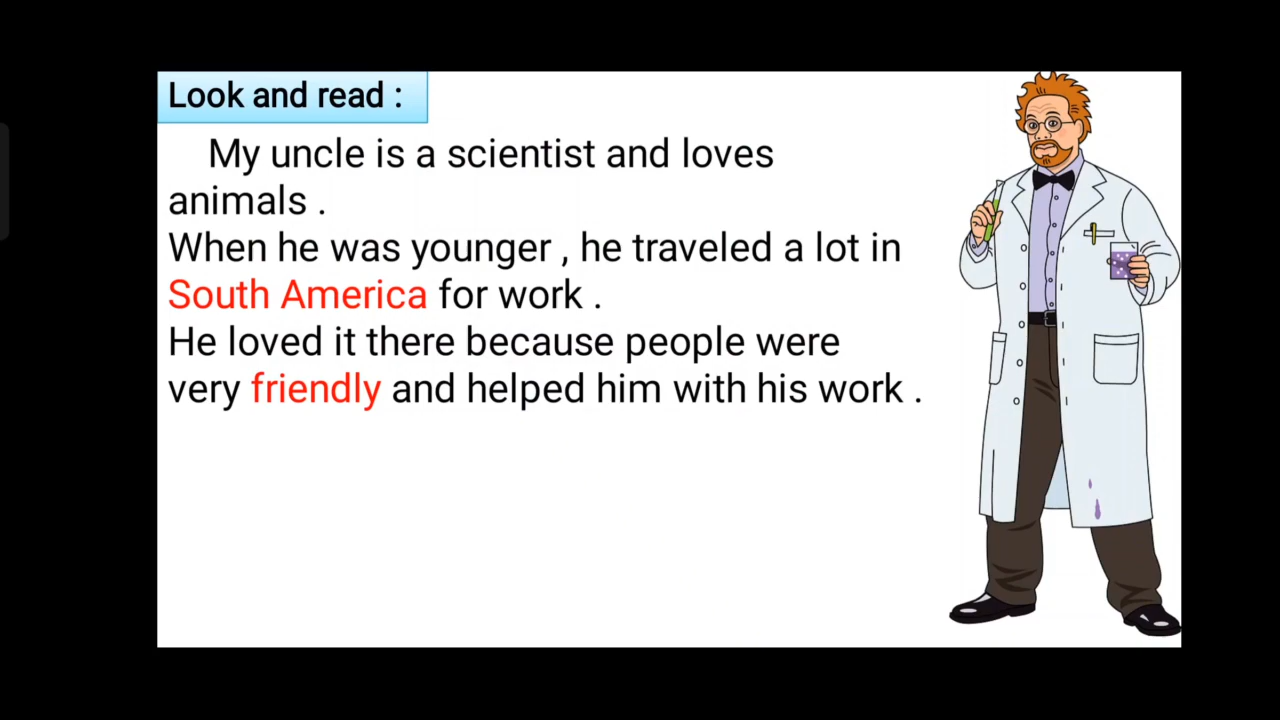 Look and read :
My uncle is a scientist and loves
animals .
When he was younger , he traveled a lot in
South America for work .
He loved it there because people were
very friendly and helped him with his work .